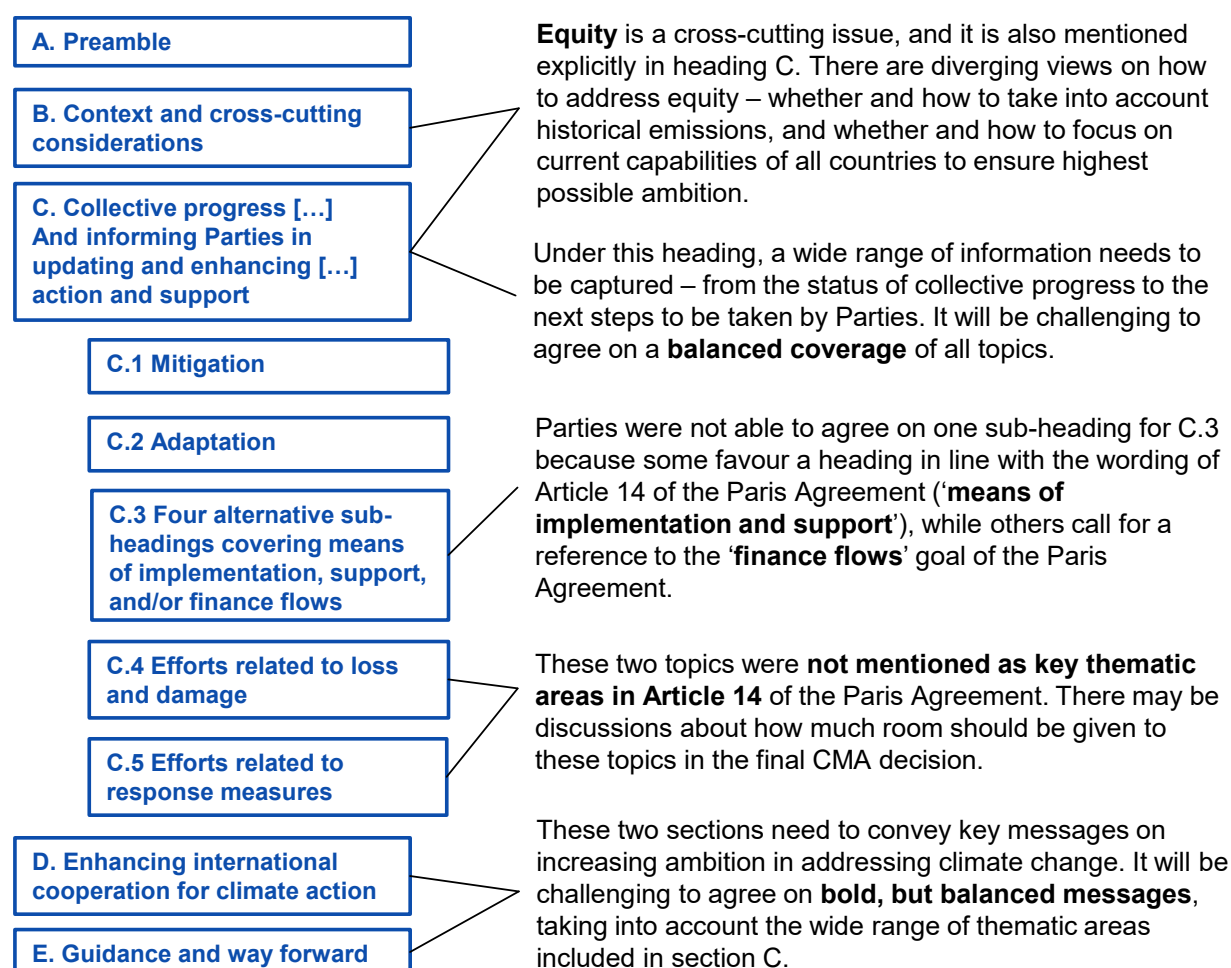 A. Preamble
B. Context and cross-cutting
considerations
C. Collective progress […]
And informing Parties in
updating and enhancing […]
action and support
C.1 Mitigation
C.2 Adaptation
C.3 Four alternative sub-
headings covering means
of implementation, support,
and/or finance flows
C.4 Efforts related to loss
and damage
C.5 Efforts related to
response measures
D. Enhancing international
cooperation for climate action
E. Guidance and way forward
Equity is a cross-cutting issue, and it is also mentioned
explicitly in heading C. There are diverging views on how
to address equity – whether and how to take into account
historical emissions, and whether and how to focus on
current capabilities of all countries to ensure highest
possible ambition.
Under this heading, a wide range of information needs to
be captured – from the status of collective progress to the
next steps to be taken by Parties. It will be challenging to
agree on a balanced coverage of all topics.
Parties were not able to agree on one sub-heading for C.3
because some favour a heading in line with the wording of
Article 14 of the Paris Agreement (‘means of
implementation and support’), while others call for a
reference to the ‘finance flows’ goal of the Paris
Agreement.
These two topics were not mentioned as key thematic
areas in Article 14 of the Paris Agreement. There may be
discussions about how much room should be given to
these topics in the final CMA decision.
These two sections need to convey key messages on
increasing ambition in addressing climate change. It will be
challenging to agree on bold, but balanced messages,
taking into account the wide range of thematic areas
included in section C.